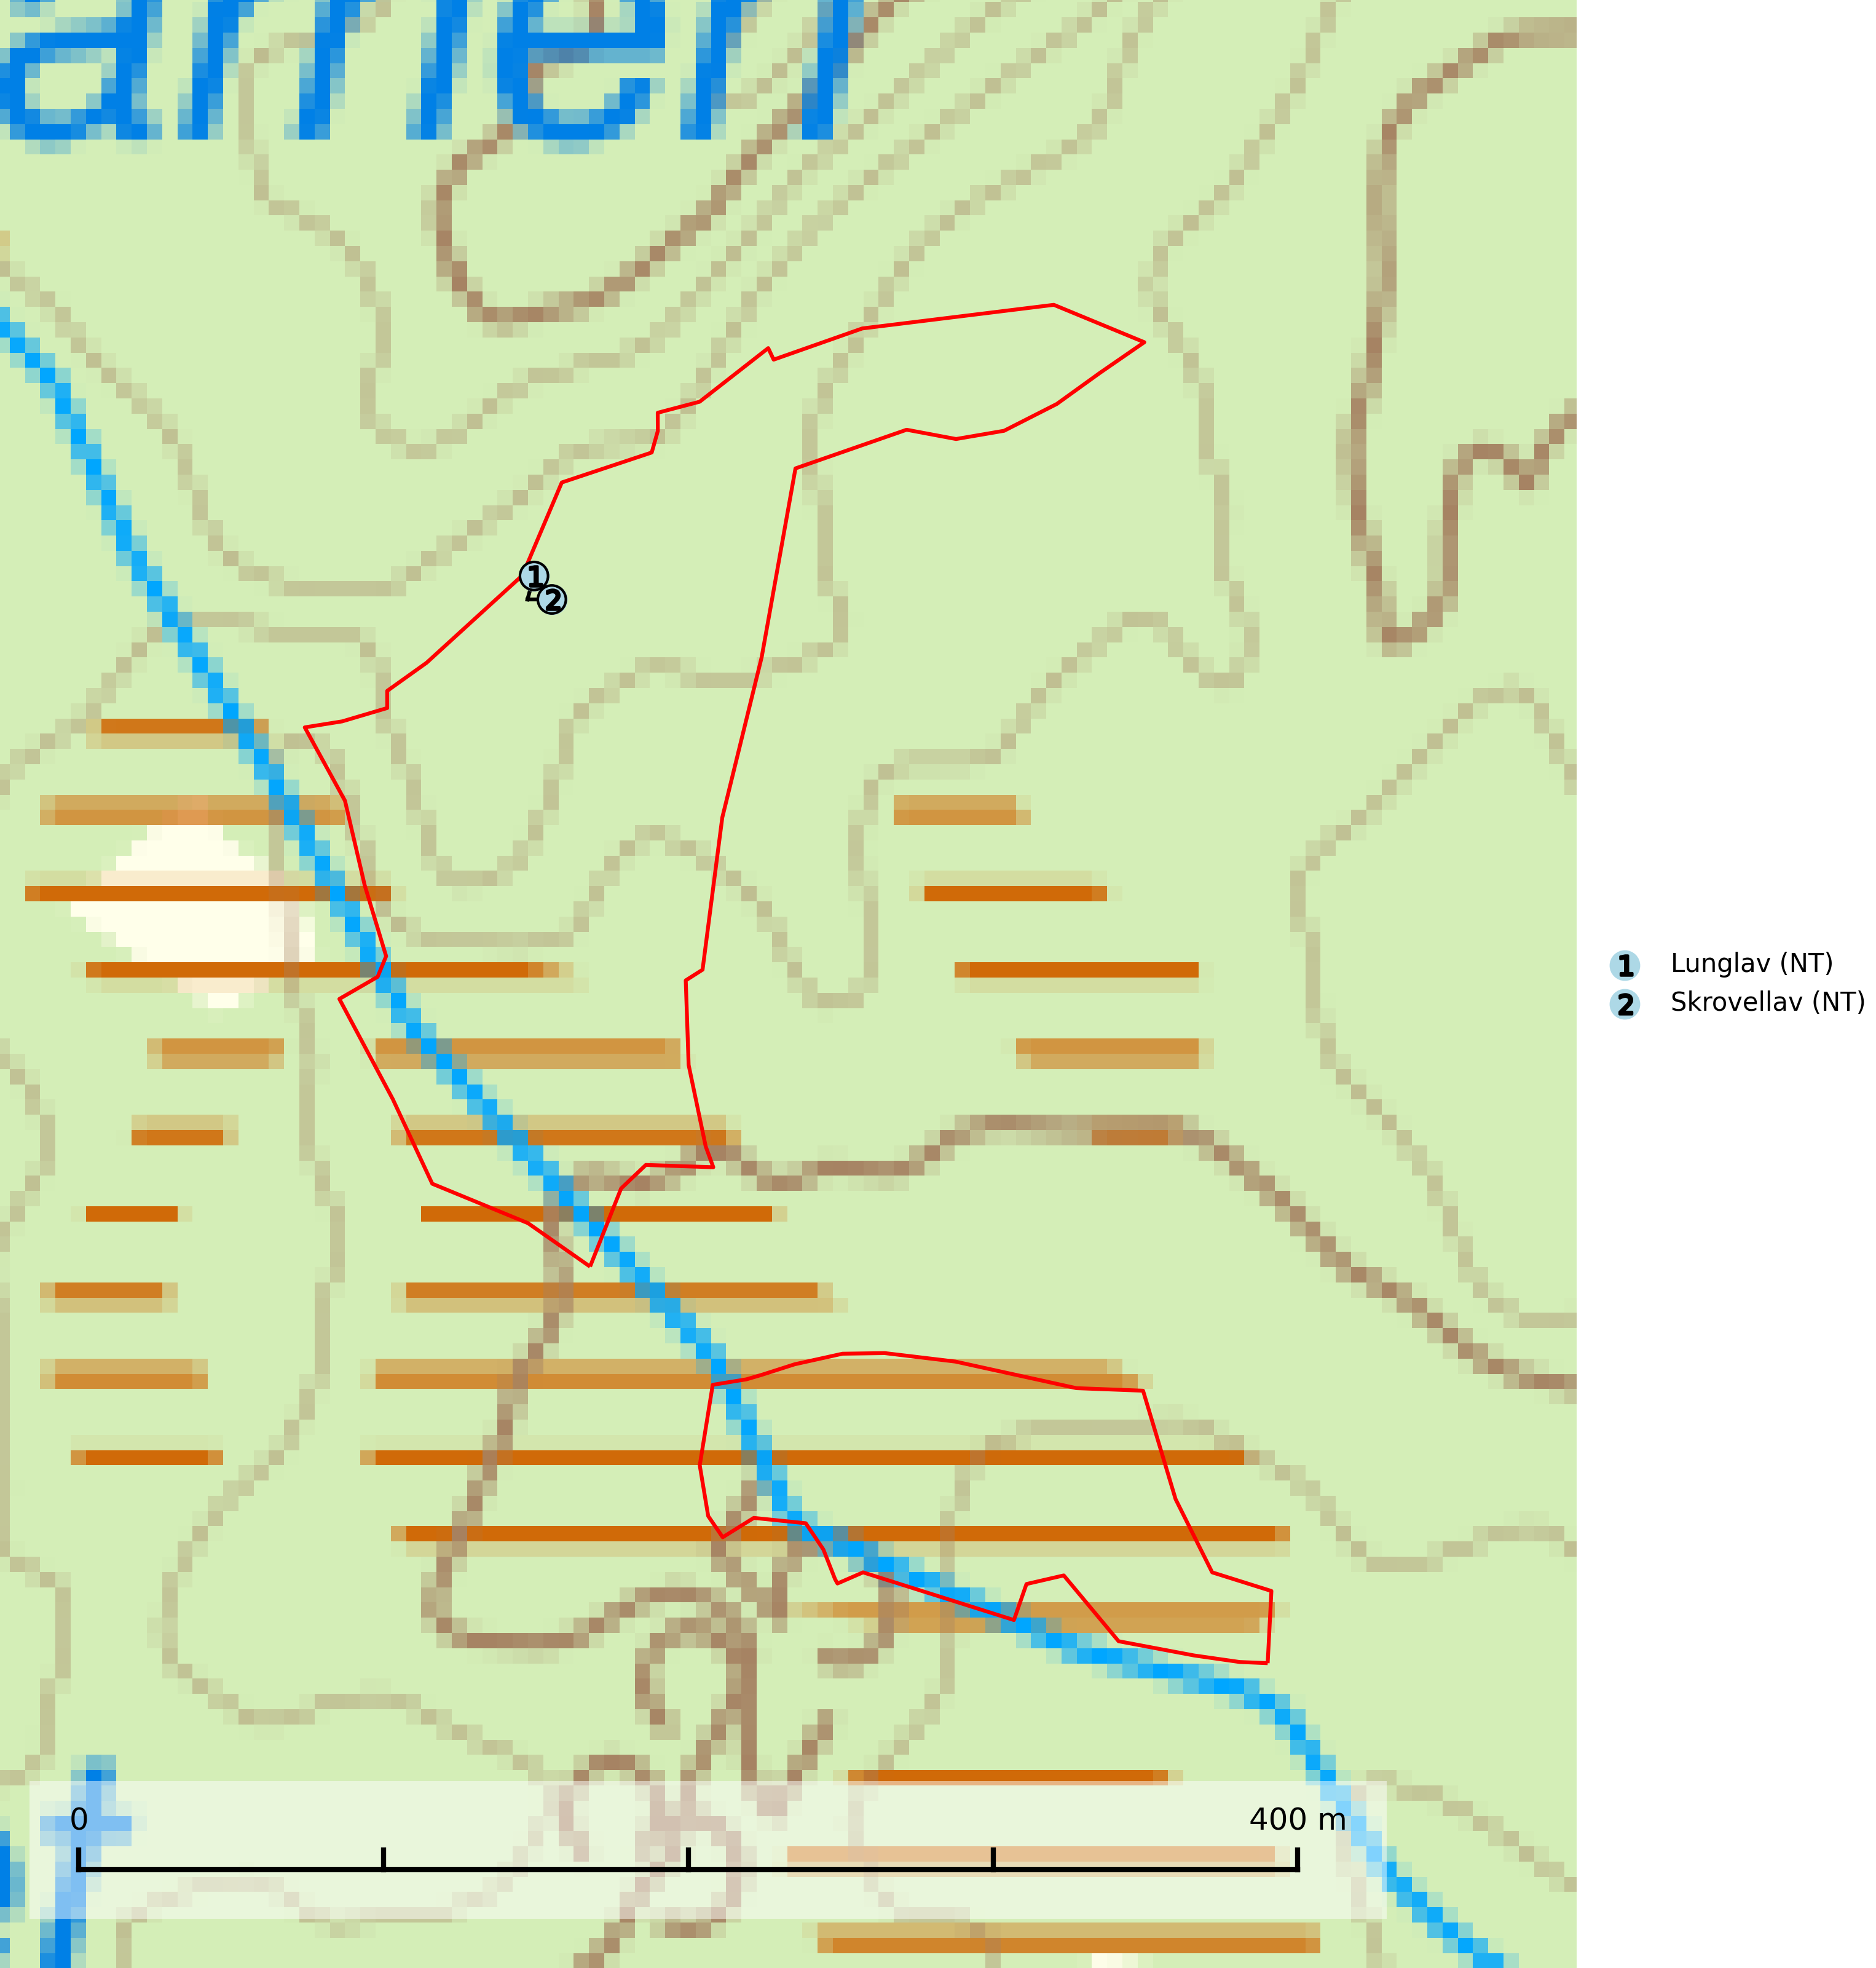 1 Lunglav (NT)
2 Skrovellav (NT)
1
2
0 400 m